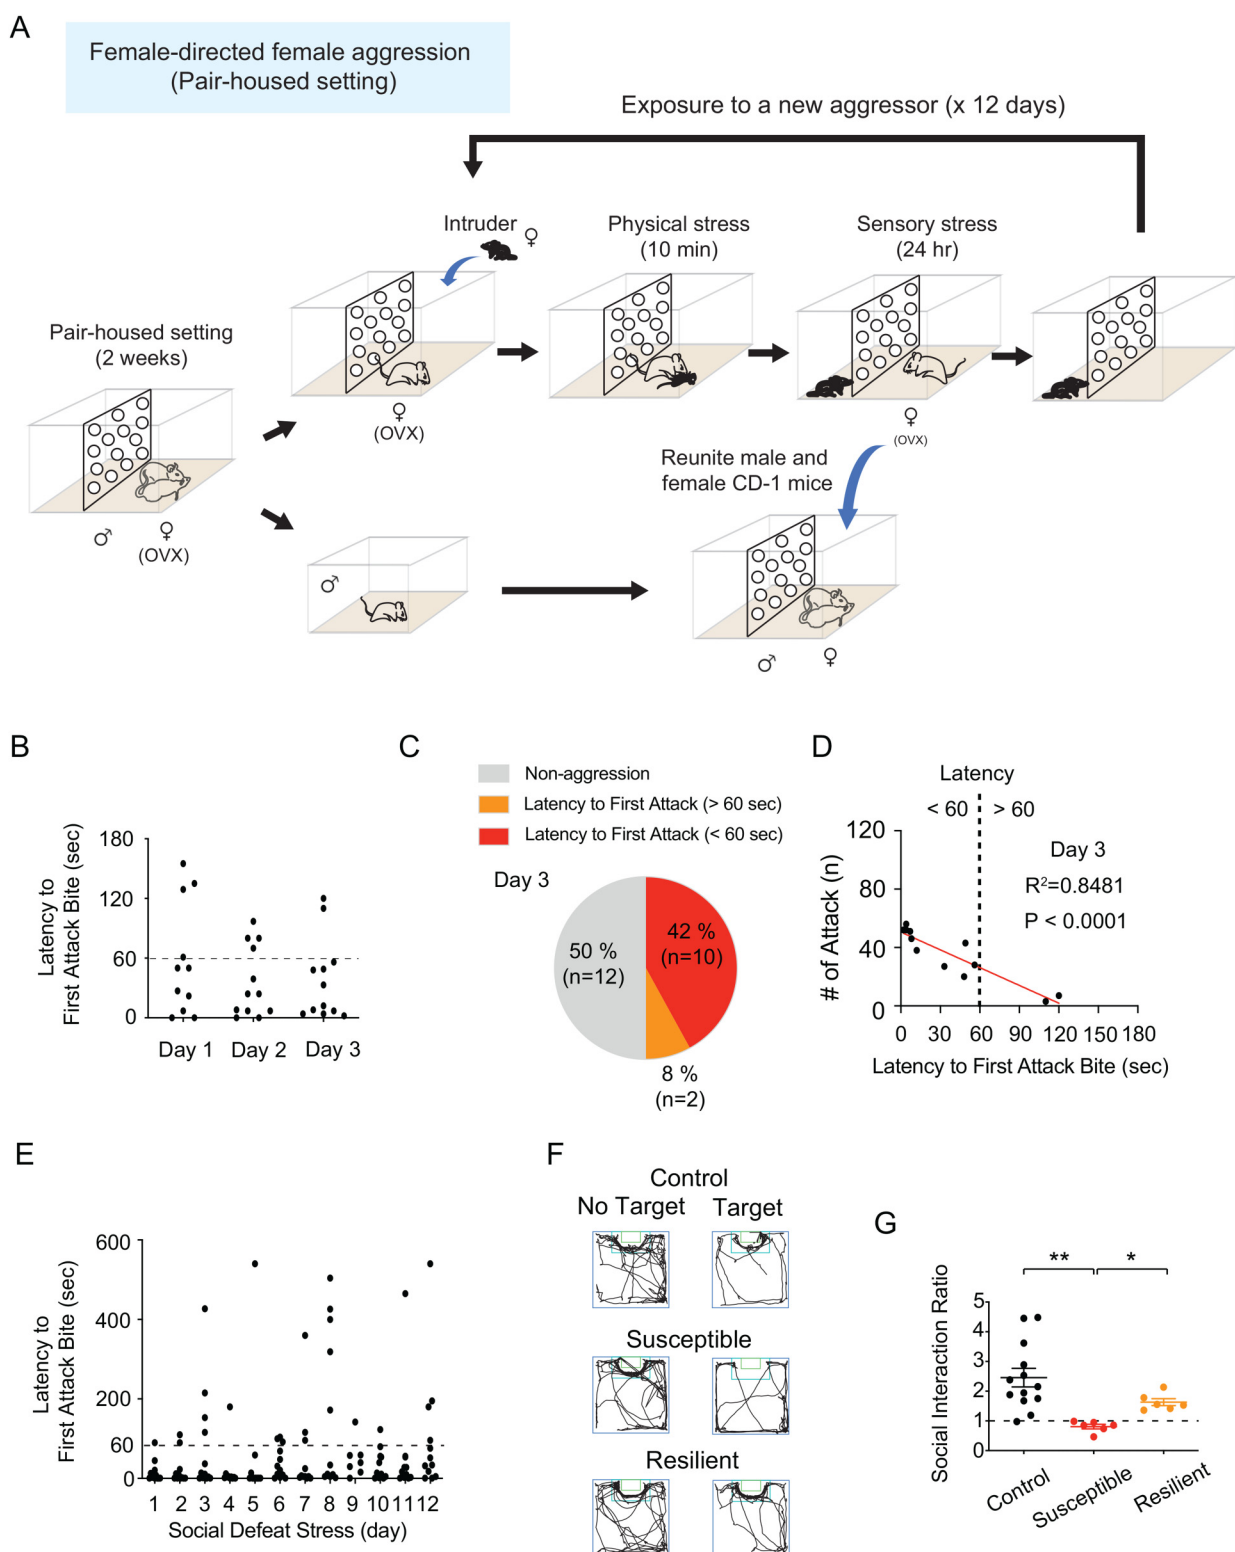 A
Female-directed female aggression
(Pair-housed setting)
Exposure to a new aggressor (x 12 days)
Intruder ♀
Physical stress
(10 min)
Sensory stress
(24 hr)
Pair-housed setting
(2 weeks)
♀
(OVX)
♀
(OVX)
Reunite male and
female CD-1 mice
♂ ♀
(OVX)
♂
♂ ♀
B
Latency to
First Attack Bite (sec)
180
120
60
0
Day 1 Day 2 Day 3
C
Non-aggression
Latency to First Attack (> 60 sec)
Latency to First Attack (< 60 sec)
Day 3
50 %
(n=12)
42 %
(n=10)
8 %
(n=2)
D
Latency
< 60 > 60
Day 3
R²=0.8481
P < 0.0001
# of Attack (n)
120
80
40
0
0 30 60 90 120 150 180
Latency to First Attack Bite (sec)
E
Latency to
First Attack Bite (sec)
600
400
200
60
0
1 2 3 4 5 6 7 8 9 10 11 12
Social Defeat Stress (day)
F
Control
No Target Target
Susceptible
Resilient
G
** *
Social Interaction Ratio
5
4
3
2
1
0
Control
Susceptible
Resilient